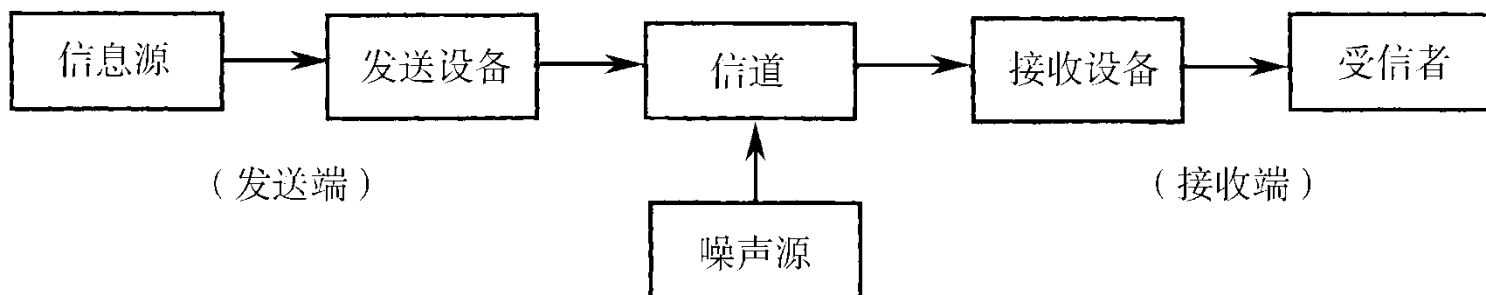 信息源 发送设备 信道 接收设备 受信者
（发送端） （接收端）
噪声源